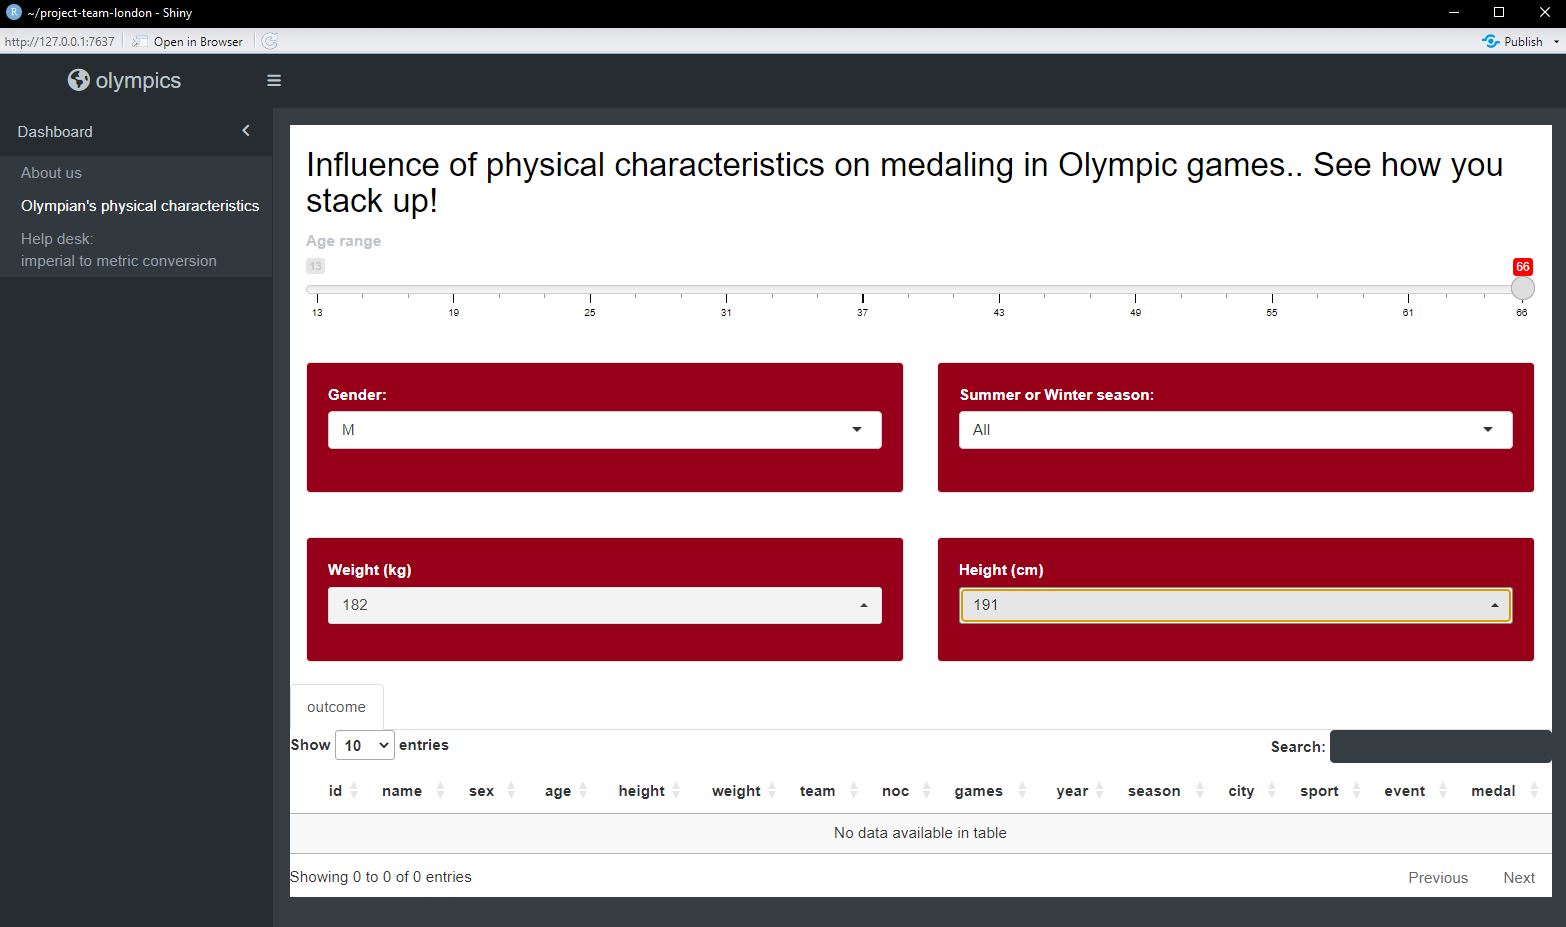 ~/project-team-london - Shiny
http://127.0.0.1:7637 Open in Browser Publish
olympics
Dashboard
About us
Olympian's physical characteristics
Help desk:
imperial to metric conversion
Influence of physical characteristics on medaling in Olympic games.. See how you
stack up!
Age range
13 66
13 19 25 31 37 43 49 55 61 66
Gender:
M
Summer or Winter season:
All
Weight (kg)
182
Height (cm)
191
outcome
Show 10 entries Search:
id name sex age height weight team noc games year season city sport event medal
No data available in table
Showing 0 to 0 of 0 entries Previous Next